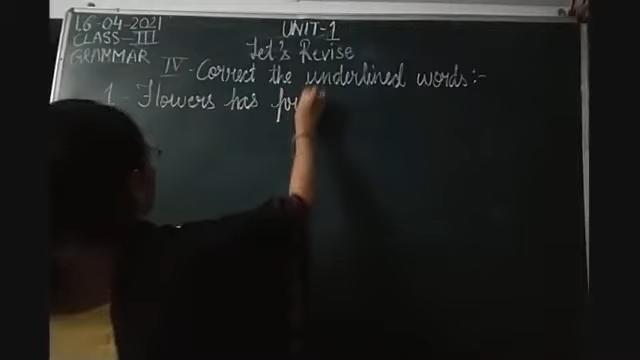 16-04-2021
CLASS-III
GRAMMAR
UNIT-1
Let's Revise
IV-Correct the underlined words:-
1- Flowers has